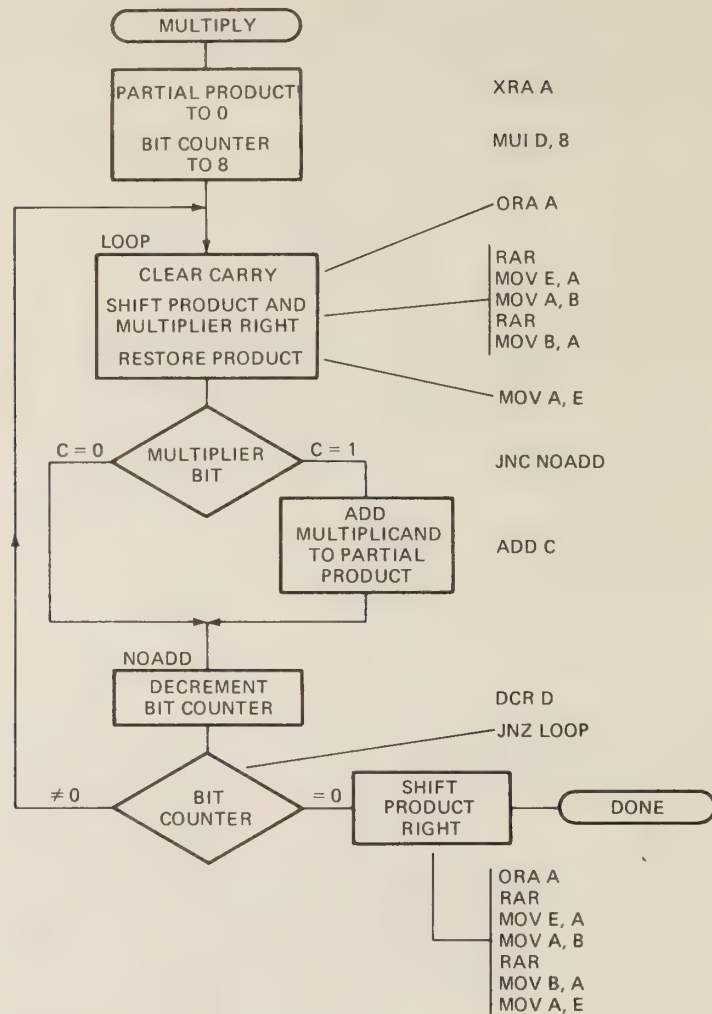 MULTIPLY
PARTIAL PRODUCT
TO 0
BIT COUNTER
TO 8
XRA A
MUI D, 8
ORA A
LOOP
CLEAR CARRY
SHIFT PRODUCT AND
MULTIPLIER RIGHT
RESTORE PRODUCT
RAR
MOV E, A
MOV A, B
RAR
MOV B, A
MOV A, E
C = 0
MULTIPLIER
BIT
C = 1
JNC NOADD
ADD
MULTIPLICAND
TO PARTIAL
PRODUCT
ADD C
NOADD
DECREMENT
BIT COUNTER
DCR D
JNZ LOOP
≠ 0
BIT
COUNTER
= 0
SHIFT
PRODUCT
RIGHT
DONE
ORA A
RAR
MOV E, A
MOV A, B
RAR
MOV B, A
MOV A, E